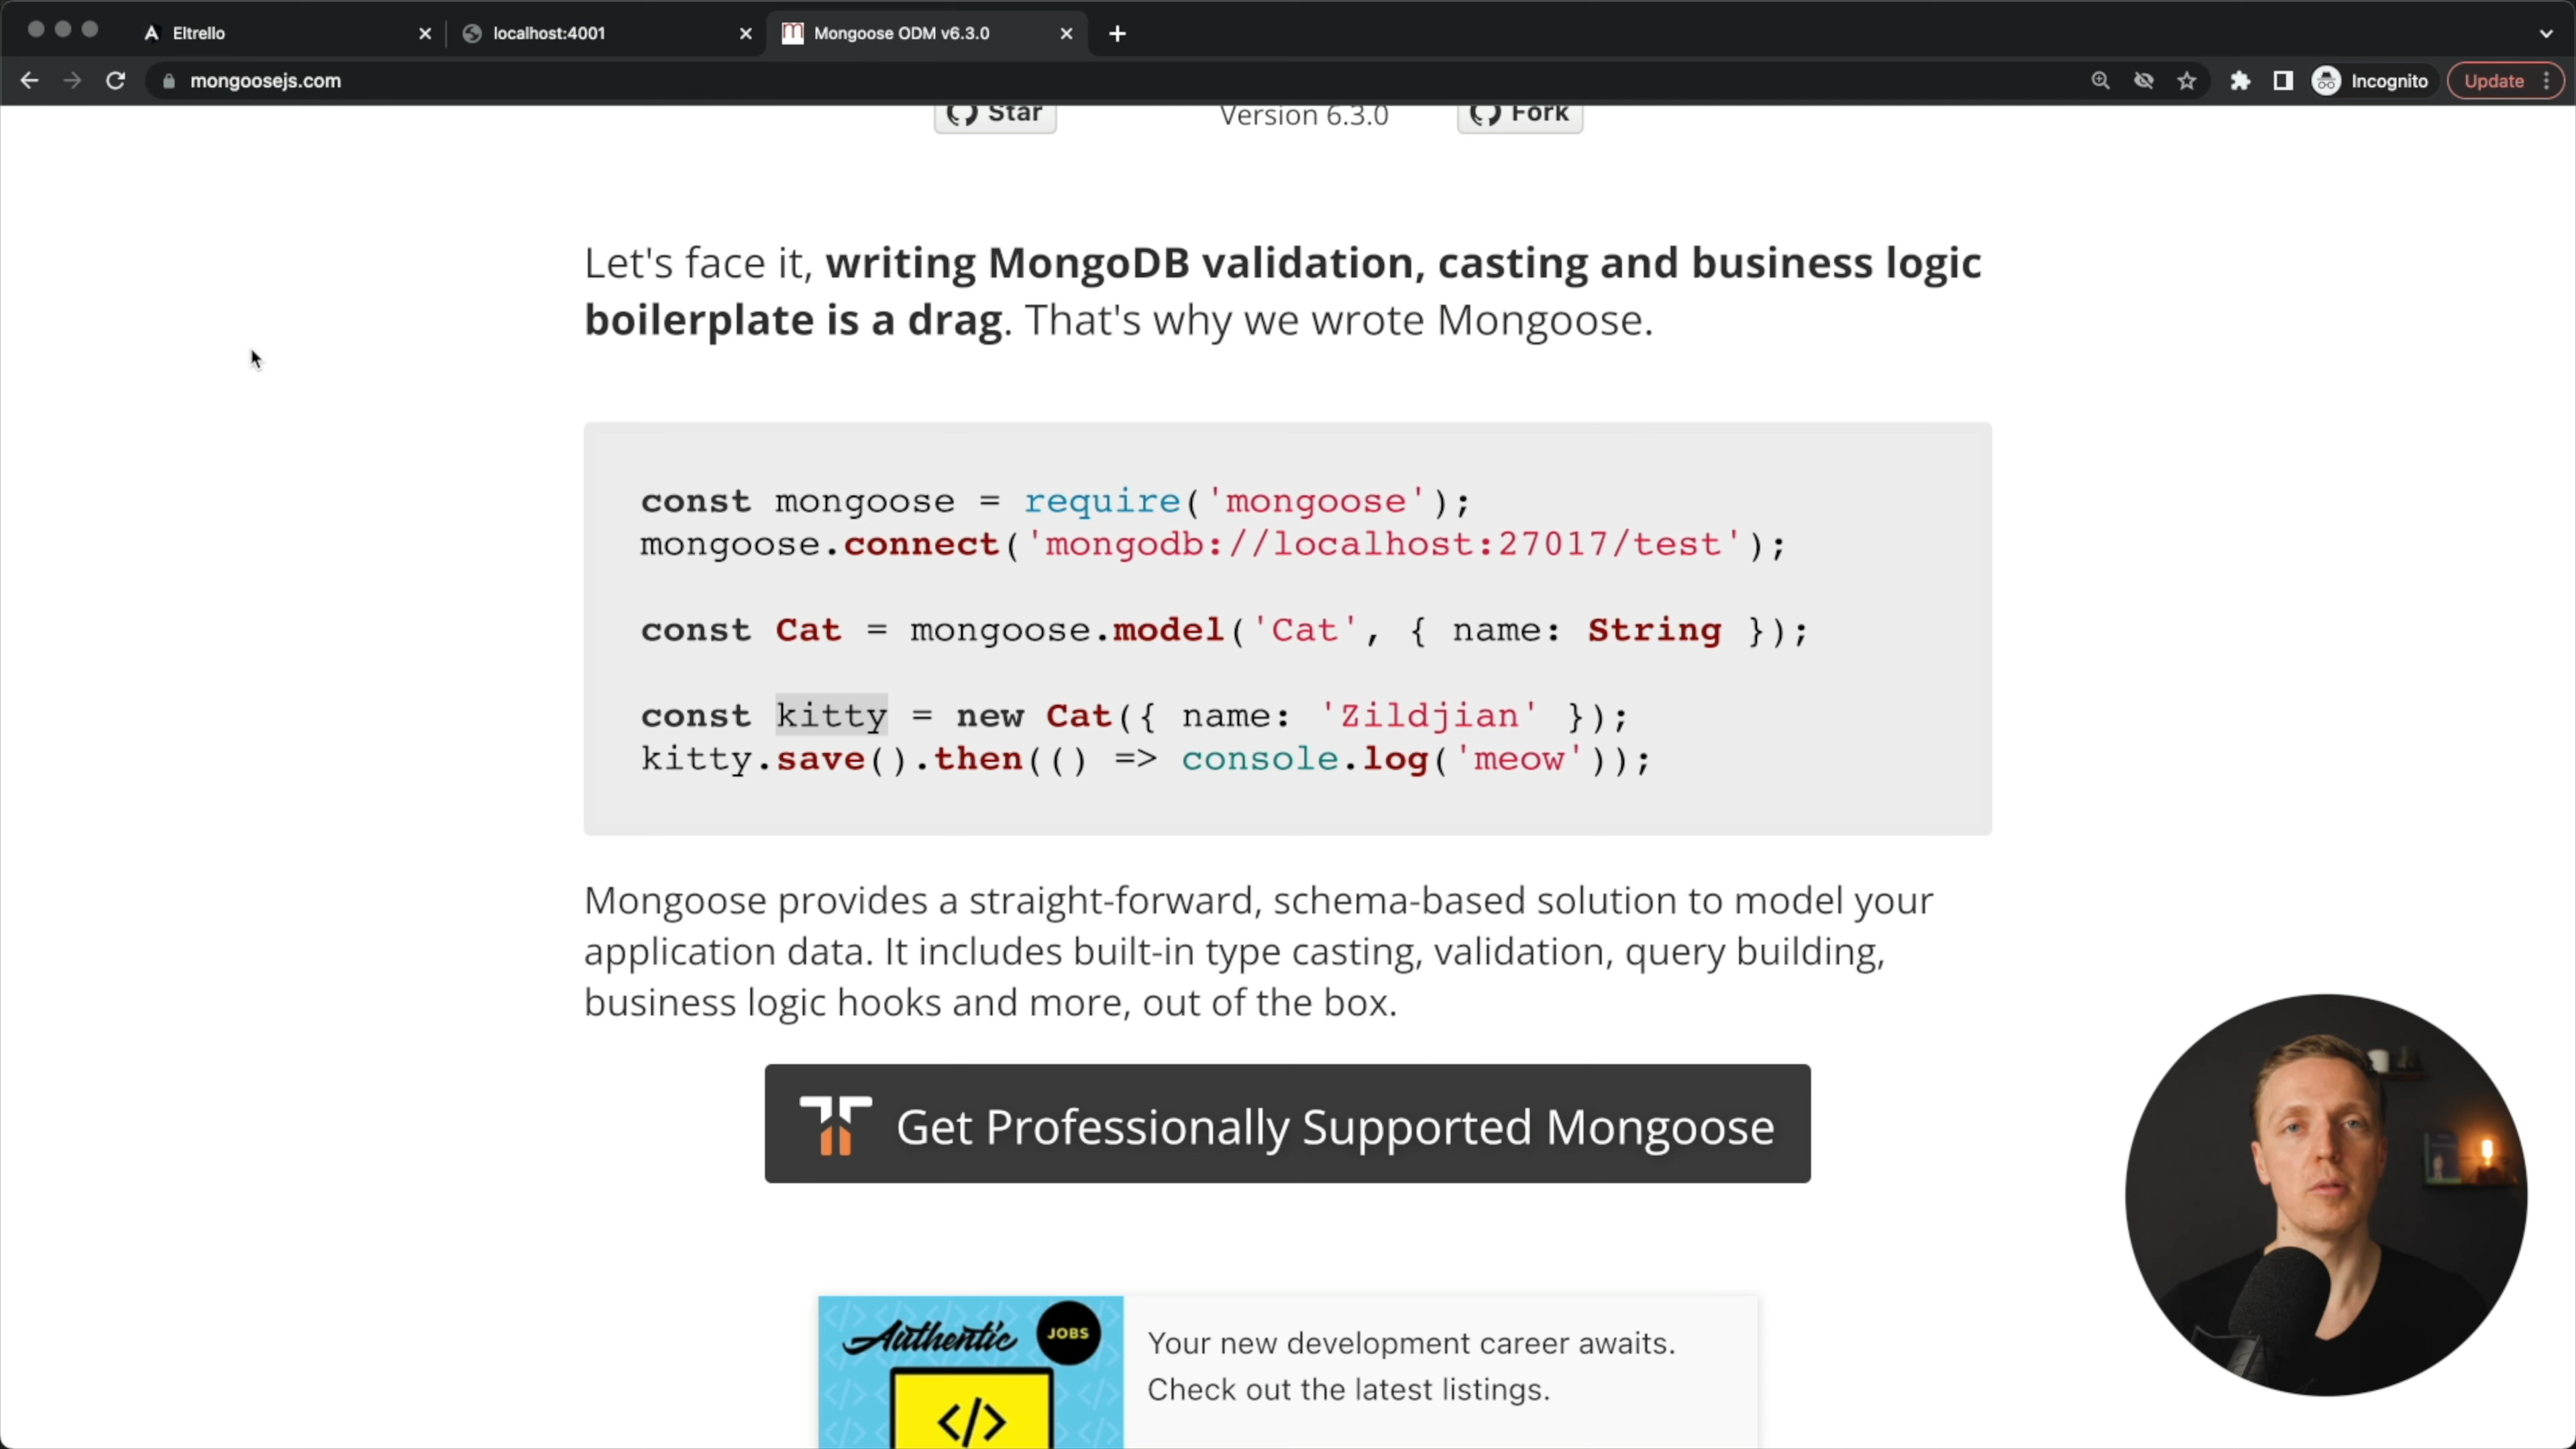 Eltrello
localhost:4001
Mongoose ODM v6.3.0
mongoosejs.com
Incognito
Update
Star
Version 6.3.0
Fork
Let's face it, writing MongoDB validation, casting and business logic
boilerplate is a drag. That's why we wrote Mongoose.
const mongoose = require('mongoose');
mongoose.connect('mongodb://localhost:27017/test');
const Cat = mongoose.model('Cat', { name: String });
const kitty = new Cat({ name: 'Zildjian' });
kitty.save().then(() => console.log('meow'));
Mongoose provides a straight-forward, schema-based solution to model your
application data. It includes built-in type casting, validation, query building,
business logic hooks and more, out of the box.
Get Professionally Supported Mongoose
Authentic JOBS
</>
Your new development career awaits.
Check out the latest listings.